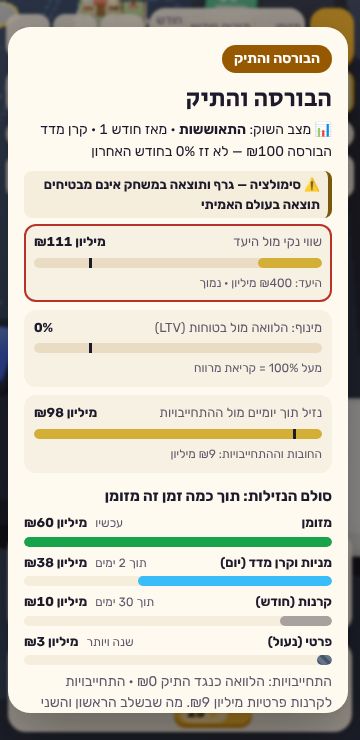 הבורסה והתיק
הבורסה והתיק
📊 מצב השוק: התאוששות • מאז חודש 1 • קרן מדד
הבורסה ₪100 — לא זז 0% בחודש האחרון
⚠️ סימולציה — גרף ותוצאה במשחק אינם מבטיחים
תוצאה בעולם האמיתי
שווי נקי מול היעד
₪111 מיליון
היעד: ₪400 מיליון • נמוך
מינוף: הלוואה מול בטוחות (LTV)
0%
מעל 100% = קריאת מרווח
נזיל תוך יומיים מול ההתחייבויות
₪98 מיליון
החובות וההתחייבויות: ₪9 מיליון
סולם הנזילות: תוך כמה זמן זה מזומן
מזומן עכשיו ₪60 מיליון
מניות וקרן מדד (יום) תוך 2 ימים ₪38 מיליון
קרנות (חודש) תוך 30 ימים ₪10 מיליון
פרטי (נעול) שנה ויותר ₪3 מיליון
התחייבויות: הלוואה כנגד התיק ₪0 • התחייבויות
לקרנות פרטיות ₪9 מיליון. מה שבשלב הראשון והשני